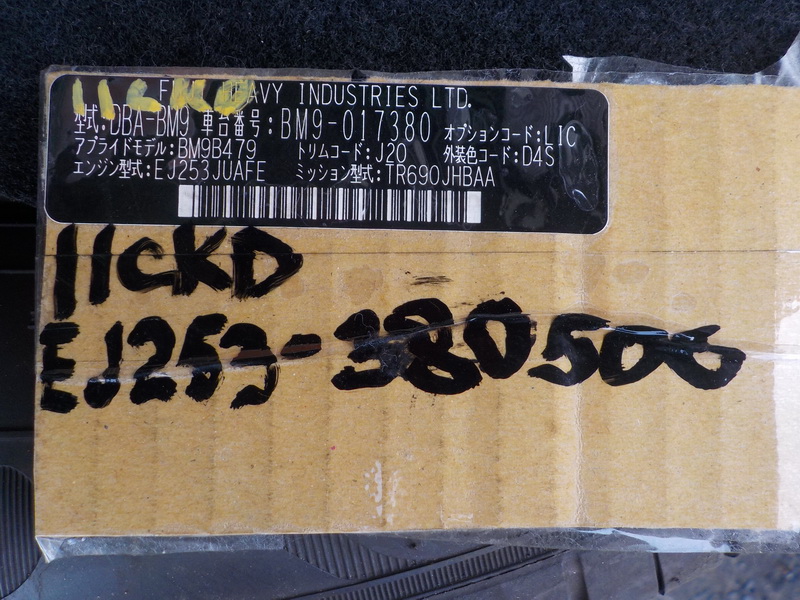 11CKD
HEAVY INDUSTRIES LTD.
型式:DBA-BM9 車台番号:BM9-017380 オプションコード:LIC
アプライドモデル:BM9B479 トリムコード:J20 外装色コード:D4S
エンジン型式:EJ253JUAFE ミッション型式:TR690JHBAA
11CKD
EJ253-380500